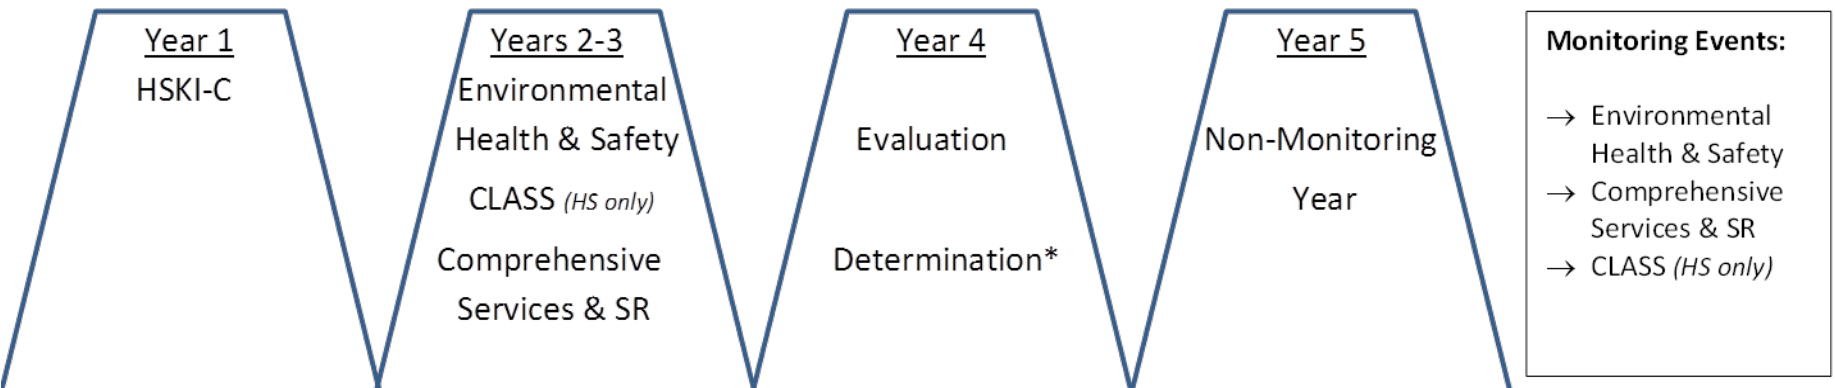 Year 1
HSKI-C
Years 2-3
Environmental
Health & Safety
CLASS (HS only)
Comprehensive
Services & SR
Year 4
Evaluation
Determination*
Year 5
Non-Monitoring
Year
Monitoring Events:
→ Environmental
Health & Safety
→ Comprehensive
Services & SR
→ CLASS (HS only)